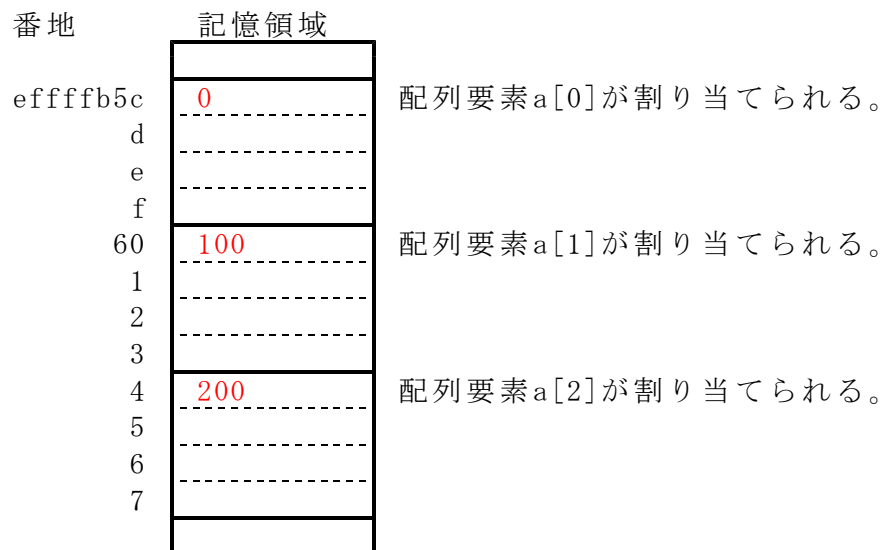 番地 記憶領域
effffb5c 0 配列要素a[0]が割り当てられる。
d
e
f
60 100 配列要素a[1]が割り当てられる。
1
2
3
4 200 配列要素a[2]が割り当てられる。
5
6
7